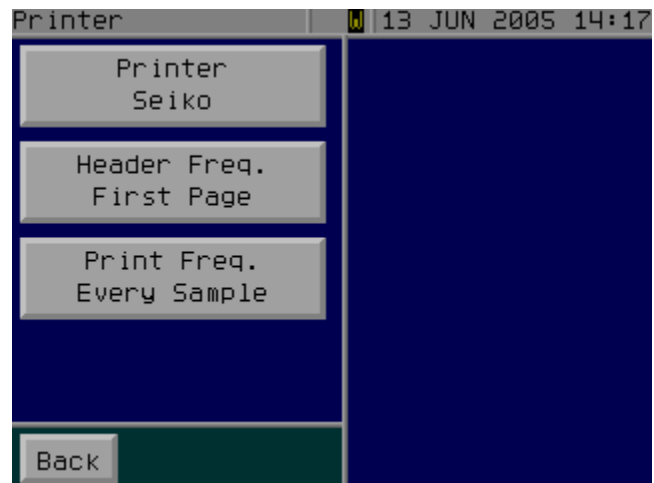 Printer W 13 JUN 2005 14:17
Printer
Seiko
Header Freq.
First Page
Print Freq.
Every Sample
Back